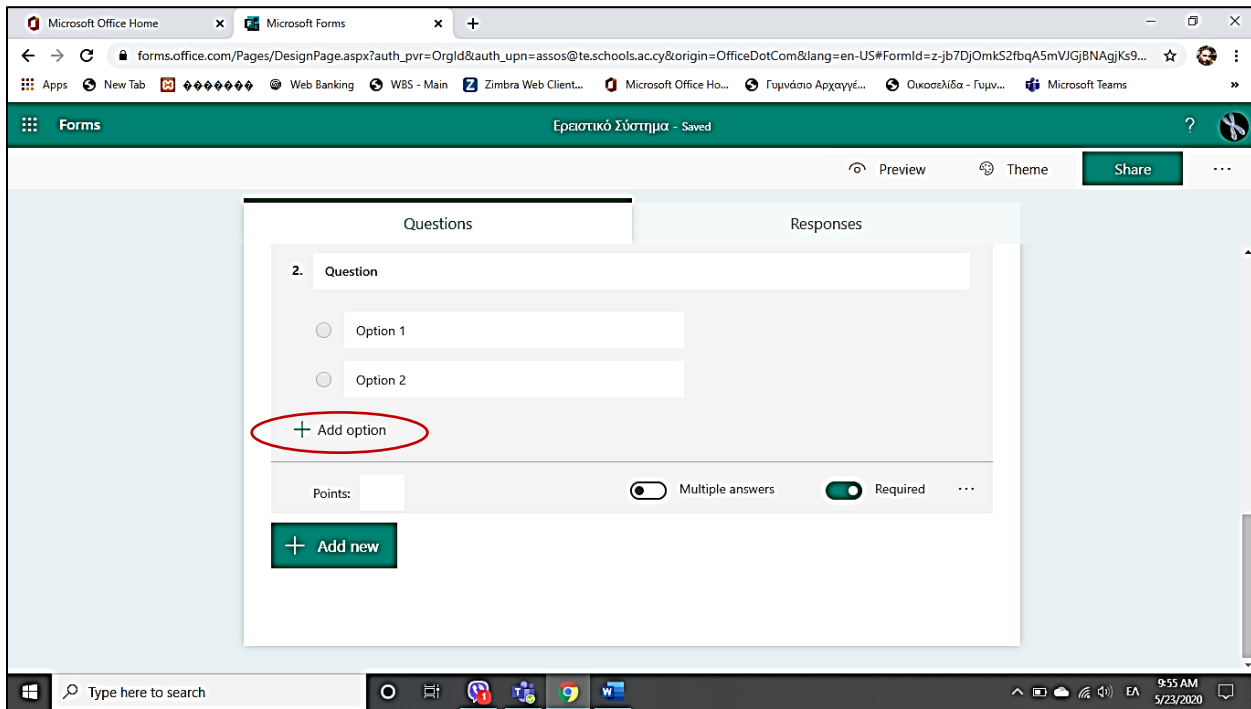 Microsoft Office Home
Microsoft Forms
forms.office.com/Pages/DesignPage.aspx?auth_pvr=OrgId&auth_upn=assos@te.schools.ac.cy&origin=OfficeDotCom&lang=en-US#FormId=z-jb7DjOmkS2fbqA5mVJGjBNAgjKs9...
Apps New Tab ������� Web Banking WBS - Main Zimbra Web Client... Microsoft Office Ho... Γυμνάσιο Αρχαγγέ... Οικοσελίδα - Γυμν... Microsoft Teams »
Forms Ερειστικό Σύστημα - Saved ?
Preview Theme Share ...
Questions Responses
2. Question
Option 1
Option 2
+ Add option
Points: Multiple answers Required ...
+ Add new
Type here to search
ΕΛ 9:55 AM
5/23/2020